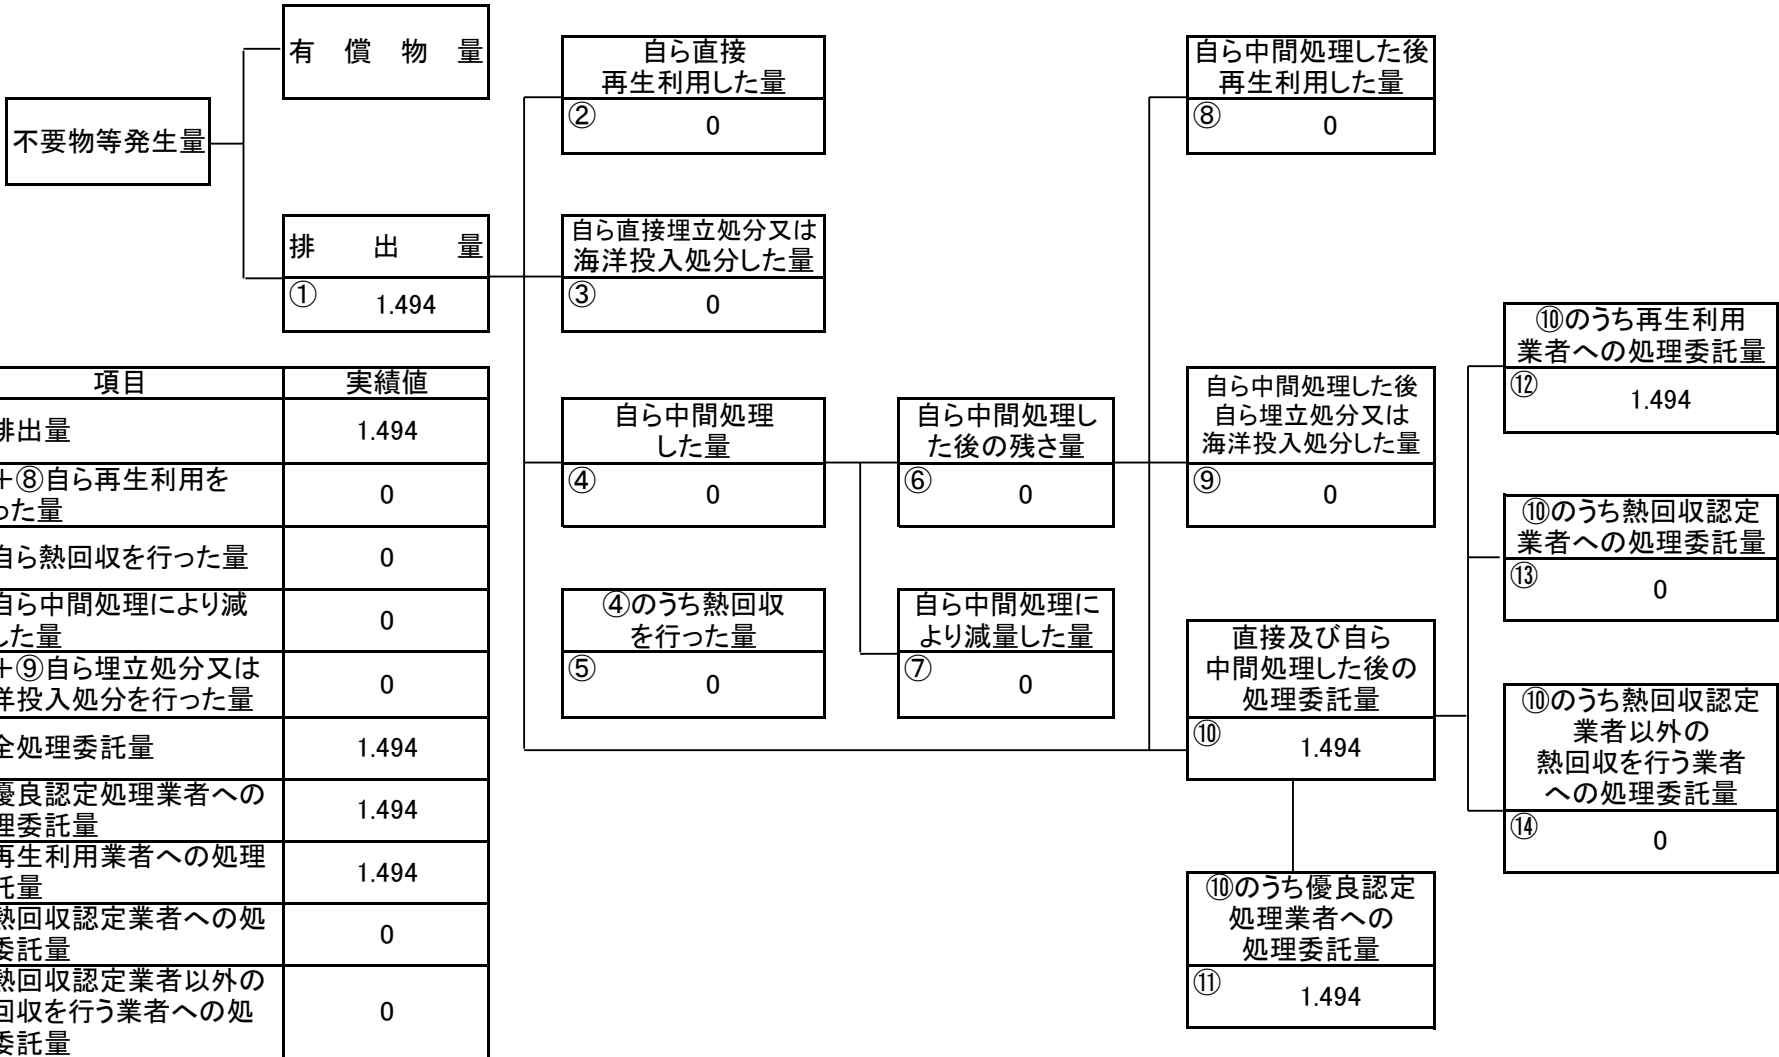 有償物量
不要物等発生量
排出量
① 1.494
自ら直接
再生利用した量
② 0
自ら直接埋立処分又は
海洋投入処分した量
③ 0
自ら中間処理
した量
④ 0
④のうち熱回収
を行った量
⑤ 0
自ら中間処理し
た後の残さ量
⑥ 0
自ら中間処理に
より減量した量
⑦ 0
自ら中間処理した後
再生利用した量
⑧ 0
自ら中間処理した後
自ら埋立処分又は
海洋投入処分した量
⑨ 0
直接及び自ら
中間処理した後の
処理委託量
⑩ 1.494
⑩のうち優良認定
処理業者への
処理委託量
⑪ 1.494
⑩のうち再生利用
業者への処理委託量
⑫ 1.494
⑩のうち熱回収認定
業者への処理委託量
⑬ 0
⑩のうち熱回収認定
業者以外の
熱回収を行う業者
への処理委託量
⑭ 0
項目 実績値
排出量 1.494
+⑧自ら再生利用を
った量 0
自ら熱回収を行った量 0
自ら中間処理により減
した量 0
+⑨自ら埋立処分又は
洋投入処分を行った量 0
全処理委託量 1.494
優良認定処理業者への
理委託量 1.494
再生利用業者への処理
託量 1.494
熱回収認定業者への処
委託量 0
熱回収認定業者以外の
回収を行う業者への処
委託量 0